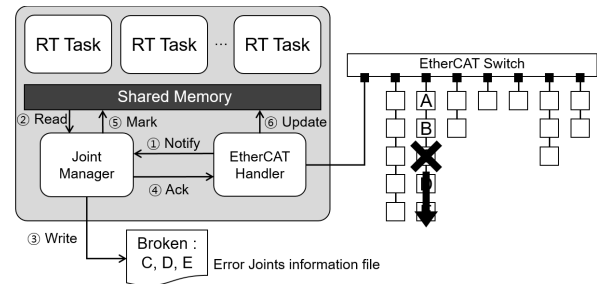 RT Task RT Task ... RT Task
Shared Memory
② Read
⑤ Mark
⑥ Update
① Notify
Joint
Manager
EtherCAT
Handler
④ Ack
③ Write
Broken :
C, D, E
Error Joints information file
EtherCAT Switch
A
B